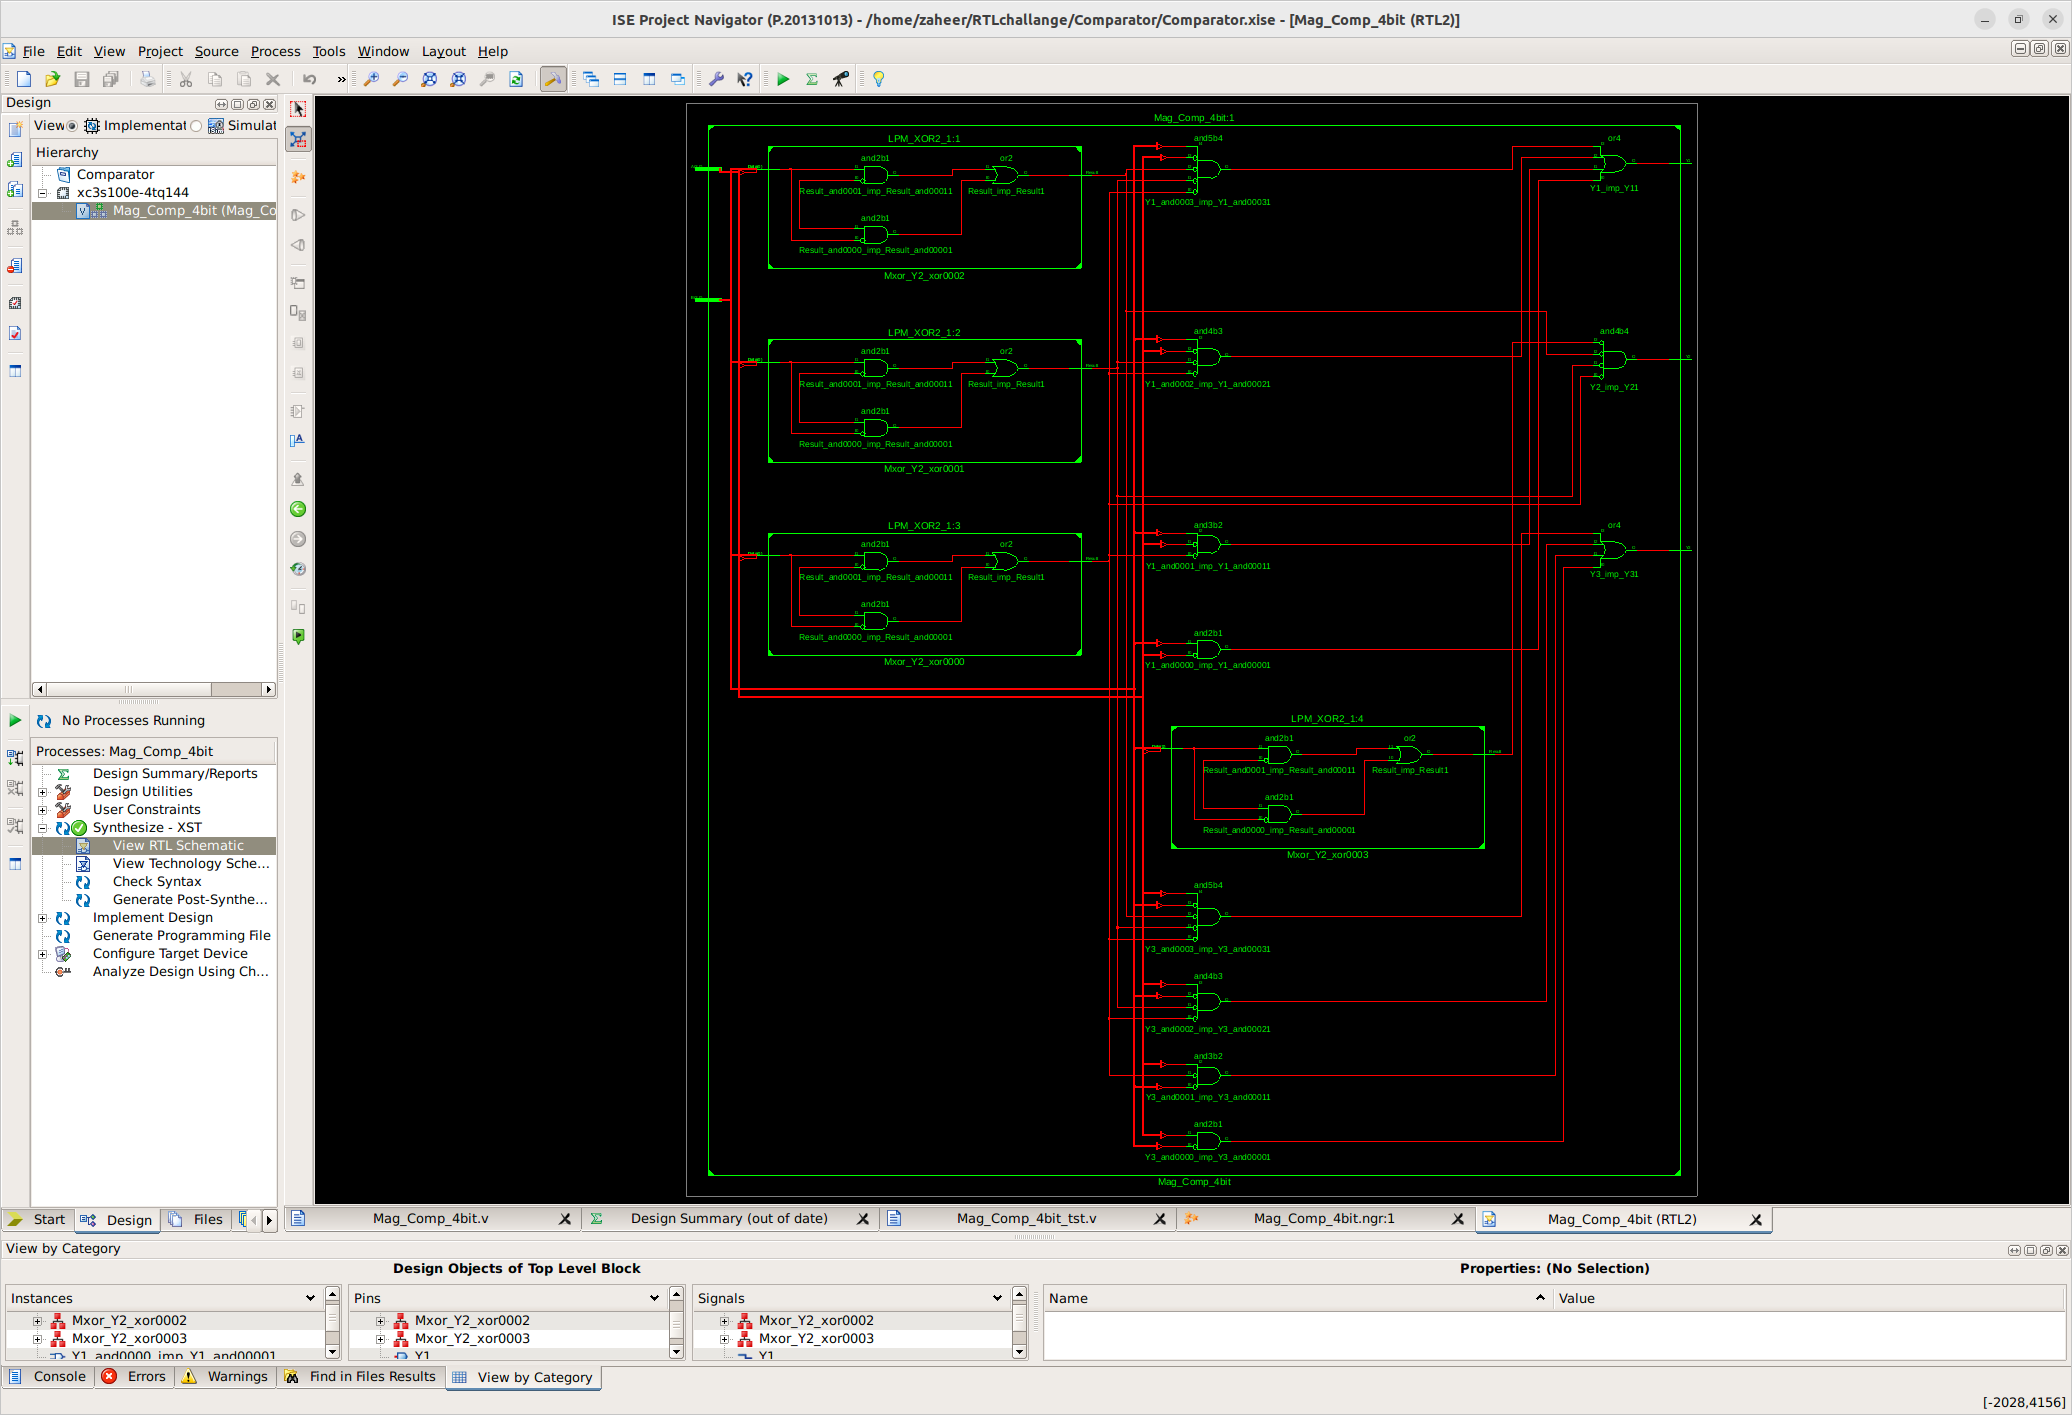 ISE Project Navigator (P.20131013) - /home/zaheer/RTLchallange/Comparator/Comparator.xise - [Mag_Comp_4bit (RTL2)]
File Edit View Project Source Process Tools Window Layout Help
Design
View Implementat Simulat
Hierarchy
Comparator
xc3s100e-4tq144
Mag_Comp_4bit (Mag_Co
No Processes Running
Processes: Mag_Comp_4bit
Design Summary/Reports
Design Utilities
User Constraints
Synthesize - XST
View RTL Schematic
View Technology Sche...
Check Syntax
Generate Post-Synthe...
Implement Design
Generate Programming File
Configure Target Device
Analyze Design Using Ch...
Start Design Files
Mag_Comp_4bit:1
LPM_XOR2_1:1
and2b1 or2
Result_and0001_imp_Result_and00011 Result_imp_Result1
and2b1
Result_and0000_imp_Result_and00001
Mxor_Y2_xor0002
LPM_XOR2_1:2
and2b1 or2
Result_and0001_imp_Result_and00011 Result_imp_Result1
and2b1
Result_and0000_imp_Result_and00001
Mxor_Y2_xor0001
LPM_XOR2_1:3
and2b1 or2
Result_and0001_imp_Result_and00011 Result_imp_Result1
and2b1
Result_and0000_imp_Result_and00001
Mxor_Y2_xor0000
and5b4
Y1_and0003_imp_Y1_and00031
and4b3
Y1_and0002_imp_Y1_and00021
and3b2
Y1_and0001_imp_Y1_and00011
and2b1
Y1_and0000_imp_Y1_and00001
LPM_XOR2_1:4
and2b1 or2
Result_and0001_imp_Result_and00011 Result_imp_Result1
and2b1
Result_and0000_imp_Result_and00001
Mxor_Y2_xor0003
and5b4
Y3_and0003_imp_Y3_and00031
and4b3
Y3_and0002_imp_Y3_and00021
and3b2
Y3_and0001_imp_Y3_and00011
and2b1
Y3_and0000_imp_Y3_and00001
or4
Y1_imp_Y11
and4b4
Y2_imp_Y21
or4
Y3_imp_Y31
Mag_Comp_4bit
Mag_Comp_4bit.v Design Summary (out of date) Mag_Comp_4bit_tst.v Mag_Comp_4bit.ngr:1 Mag_Comp_4bit (RTL2)
View by Category
Design Objects of Top Level Block Properties: (No Selection)
Instances Pins Signals Name Value
Mxor_Y2_xor0002 Mxor_Y2_xor0002 Mxor_Y2_xor0002
Mxor_Y2_xor0003 Mxor_Y2_xor0003 Mxor_Y2_xor0003
Y1_and0000_imp_Y1_and00001 Y1 Y1
Console Errors Warnings Find in Files Results View by Category
[-2028,4156]